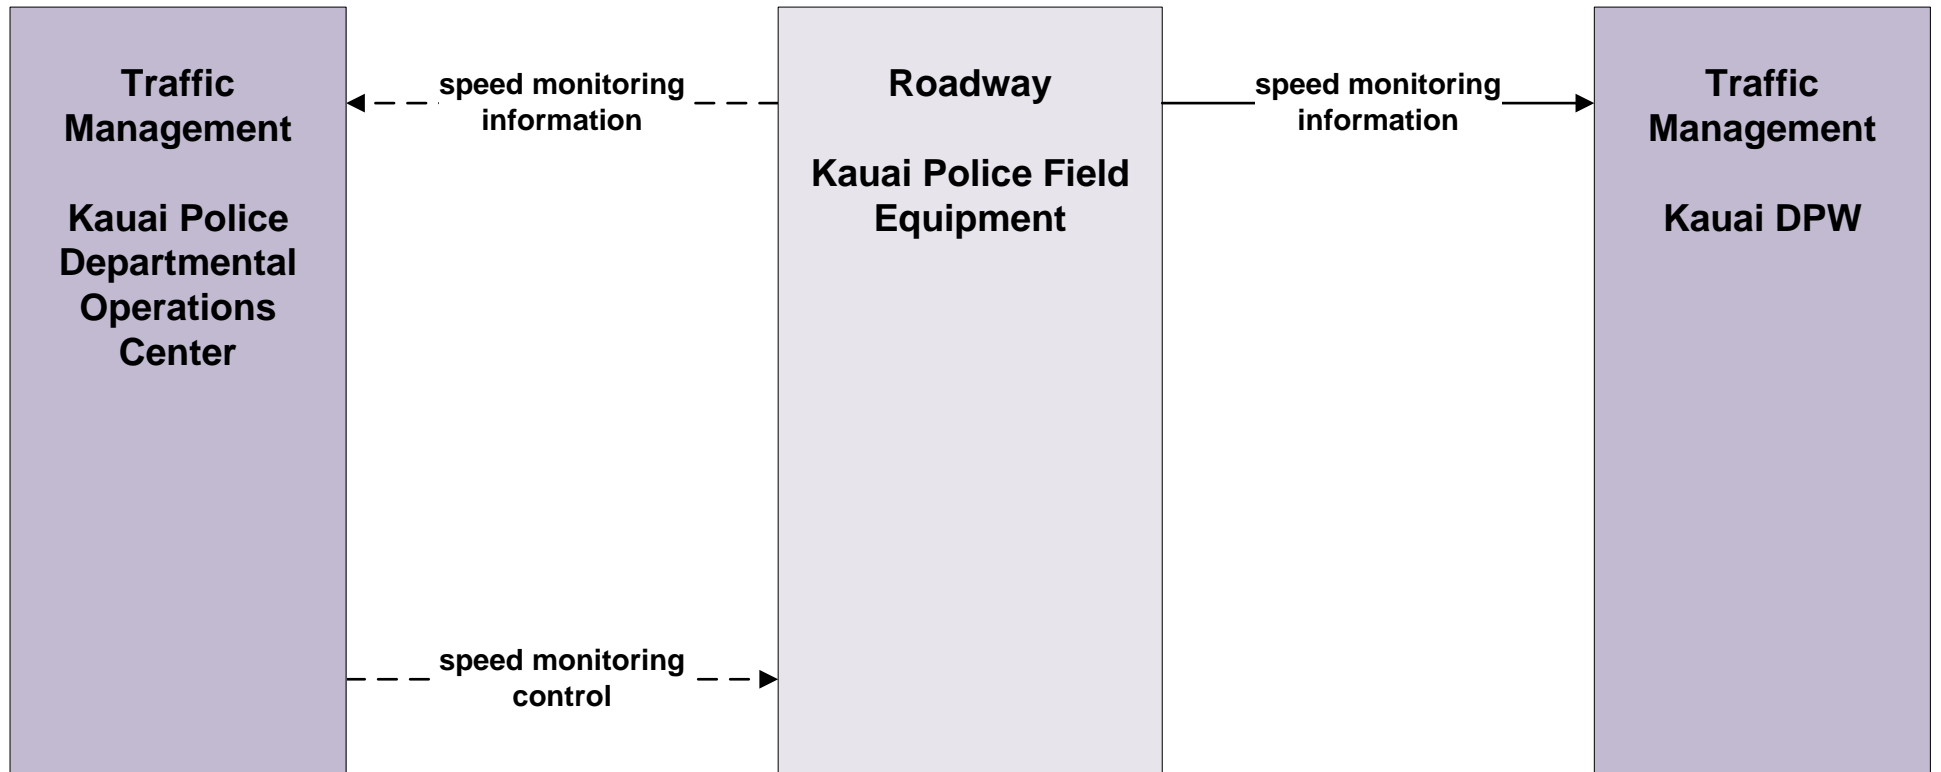 Traffic
Management
Kauai Police
Departmental
Operations
Center
speed monitoring
information
Roadway
Kauai Police Field
Equipment
speed monitoring
information
Traffic
Management
Kauai DPW
speed monitoring
control